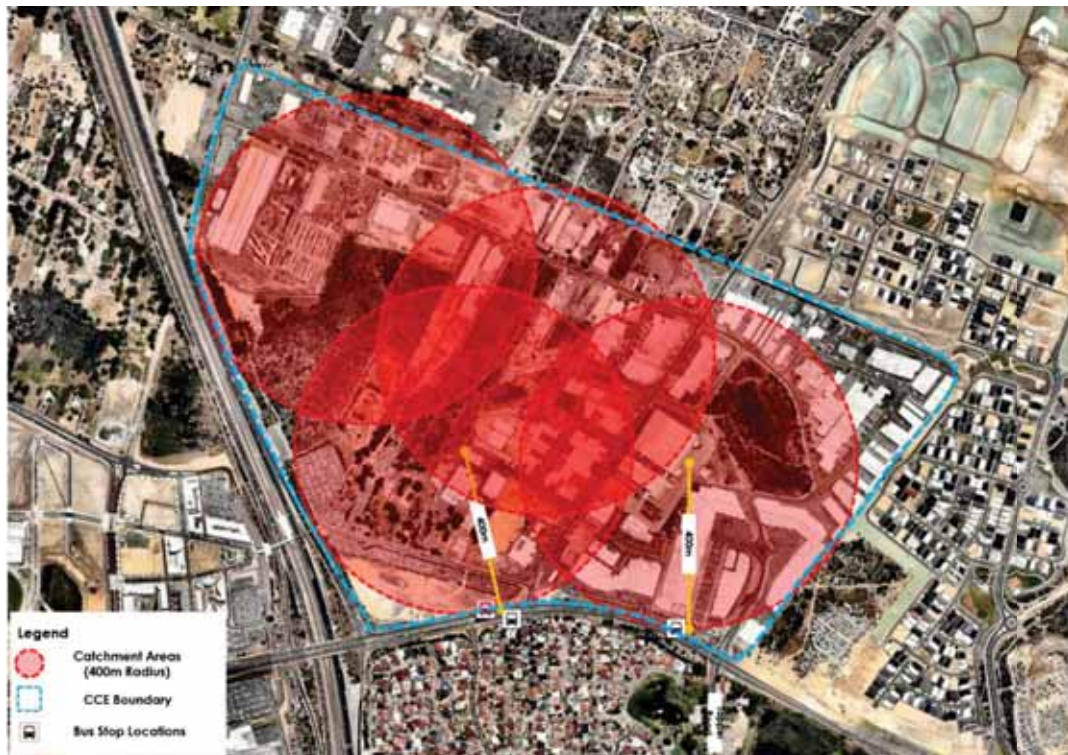 400m
400m
Legend
Catchment Areas
(400m Radius)
CCE Boundary
Bus Stop Locations